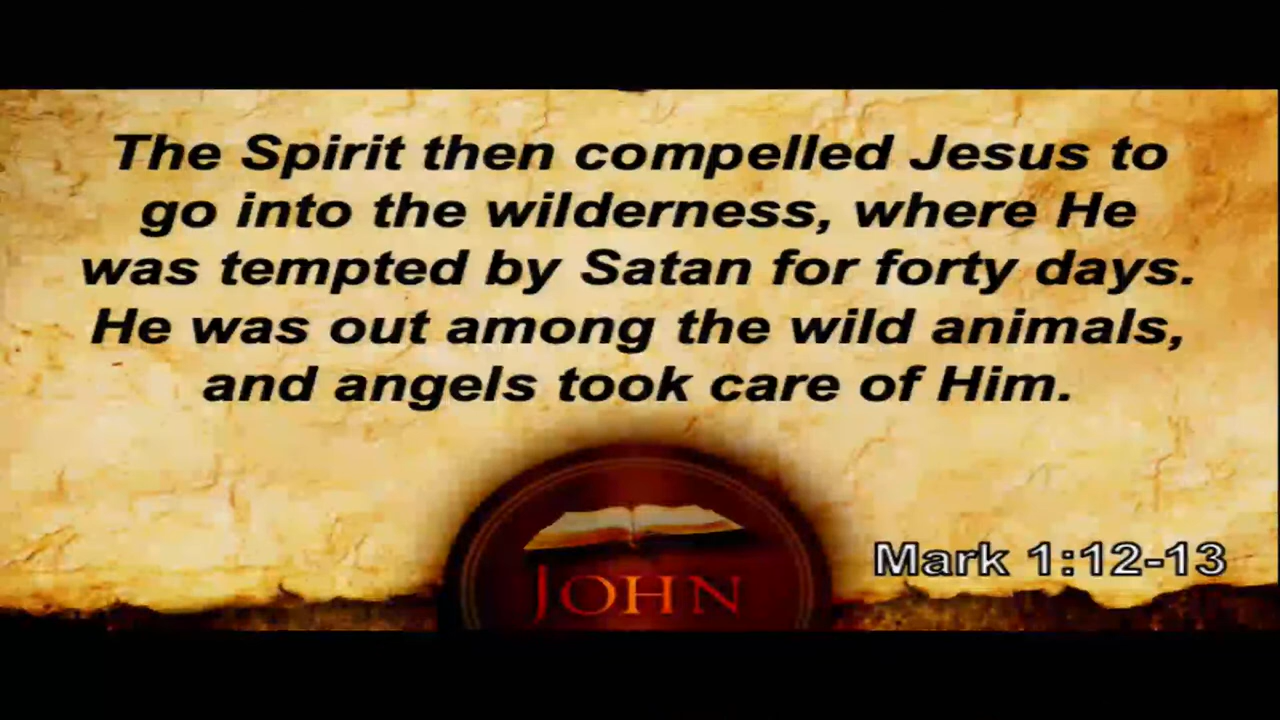 The Spirit then compelled Jesus to
go into the wilderness, where He
was tempted by Satan for forty days.
He was out among the wild animals,
and angels took care of Him.
Mark 1:12-13
JOHN